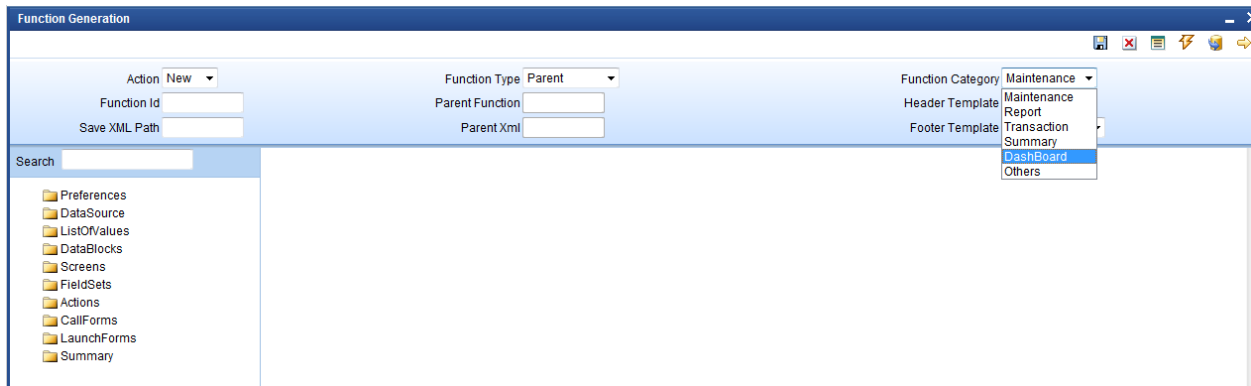 Function Generation
Action New Function Type Parent Function Category Maintenance
Function Id Parent Function Header Template Maintenance
Report
Save XML Path Parent Xml Footer Template Transaction
Summary
DashBoard
Others
Search
Preferences
DataSource
ListOfValues
DataBlocks
Screens
FieldSets
Actions
CallForms
LaunchForms
Summary